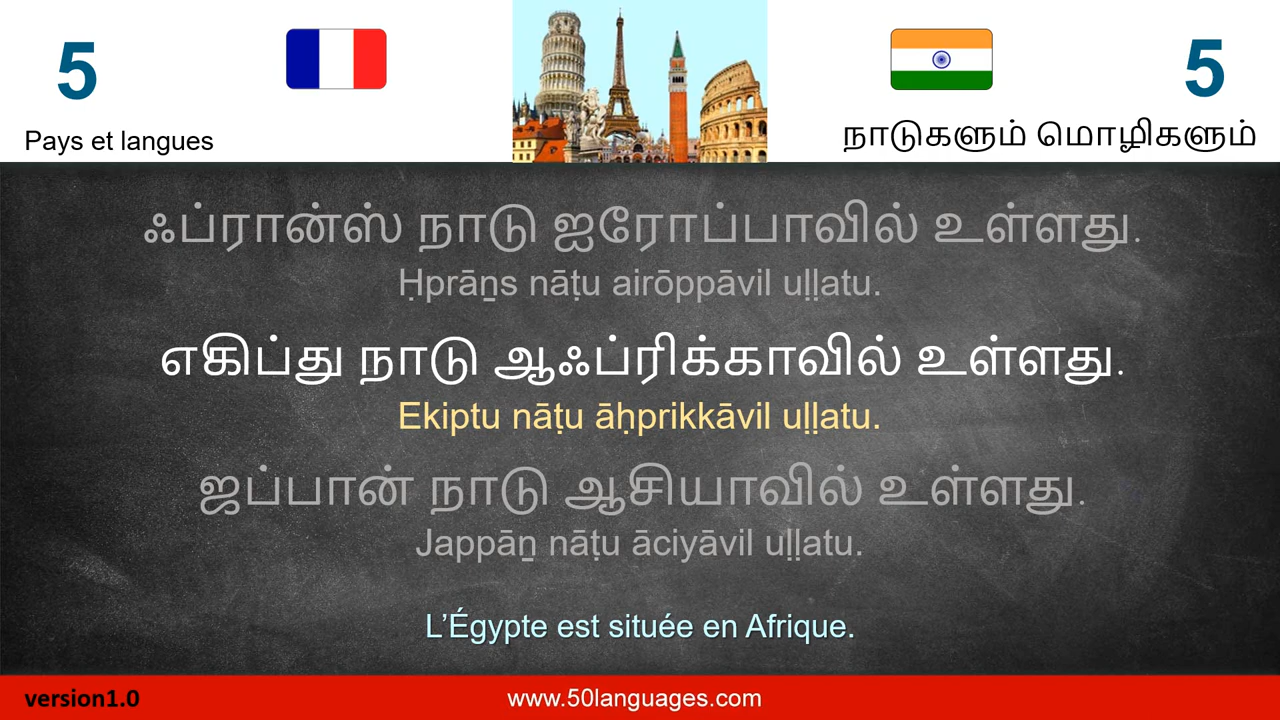 5
5
Pays et langues
நாடுகளும் மொழிகளும்
ஃப்ரான்ஸ் நாடு ஐரோப்பாவில் உள்ளது.
Ḥprāṉs nāṭu airōppāvil uḷḷatu.
எகிப்து நாடு ஆஃப்ரிக்காவில் உள்ளது.
Ekiptu nāṭu āḥprikkāvil uḷḷatu.
ஜப்பான் நாடு ஆசியாவில் உள்ளது.
Jappāṉ nāṭu āciyāvil uḷḷatu.
L’Égypte est située en Afrique.
version1.0
www.50languages.com